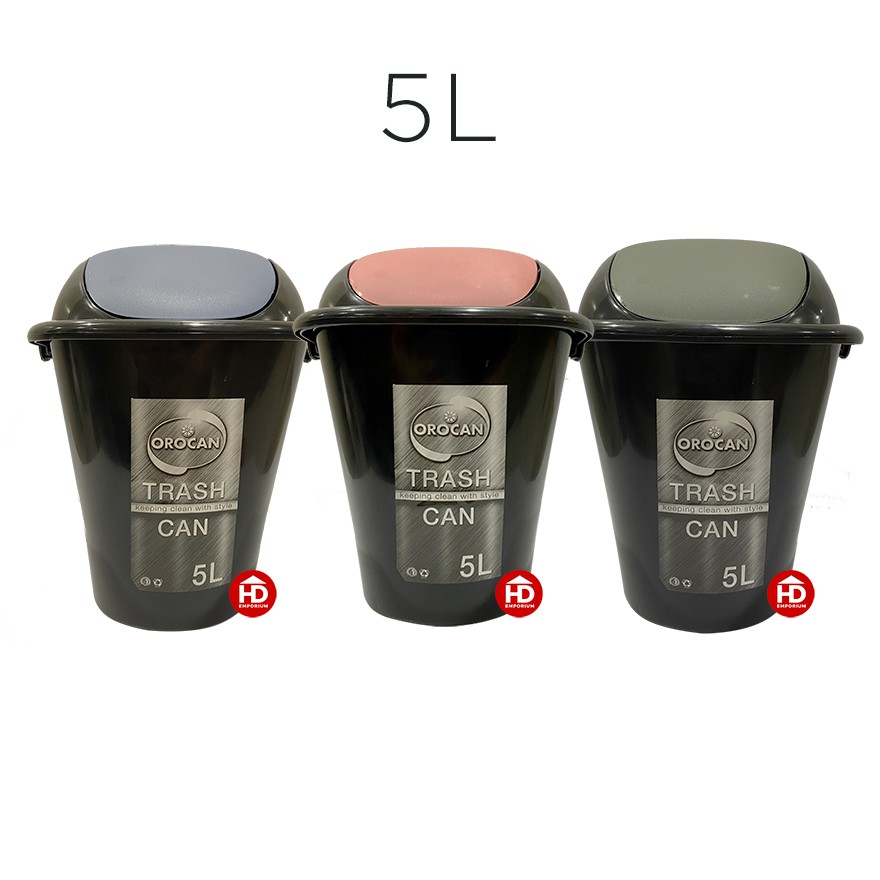 5L
OROCAN
TRASH
keeping clean with style
CAN
5L
HD
EMPORIUM
OROCAN
TRASH
keeping clean with style
CAN
5L
HD
EMPORIUM
OROCAN
TRASH
keeping clean with style
CAN
5L
HD
EMPORIUM